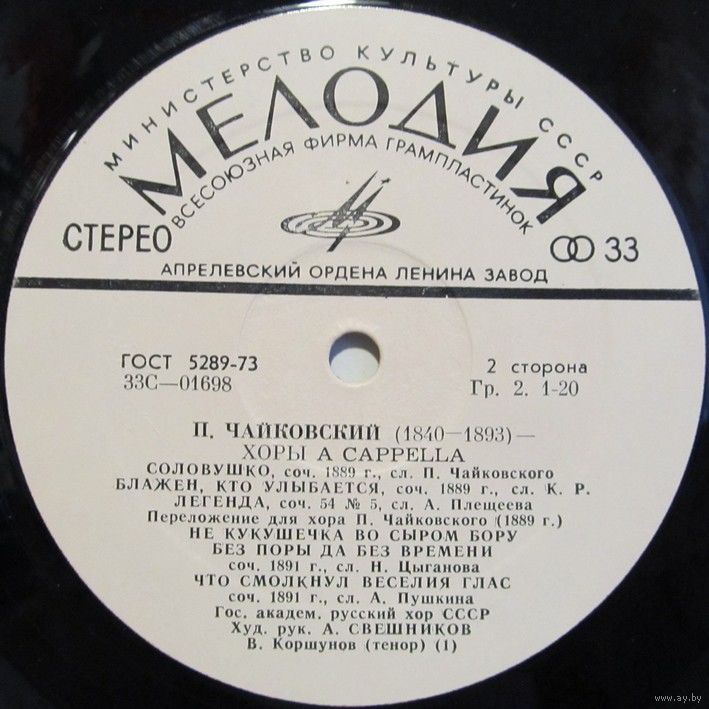 МИНИСТЕРСТВО КУЛЬТУРЫ СССР
МЕЛОДИЯ
ВСЕСОЮЗНАЯ ФИРМА ГРАМПЛАСТИНОК
СТЕРЕО
33
АПРЕЛЕВСКИЙ ОРДЕНА ЛЕНИНА ЗАВОД
ГОСТ 5289-73
2 сторона
33С—01698
Гр. 2. 1-20
П. ЧАЙКОВСКИЙ (1840—1893) —
ХОРЫ A CAPPELLA
СОЛОВУШКО, соч. 1889 г., сл. П. Чайковского
БЛАЖЕН, КТО УЛЫБАЕТСЯ, соч. 1889 г., сл. К. Р.
ЛЕГЕНДА, соч. 54 № 5, сл. А. Плещеева
Переложение для хора П. Чайковского (1889 г.)
НЕ КУКУШЕЧКА ВО СЫРОМ БОРУ
БЕЗ ПОРЫ ДА БЕЗ ВРЕМЕНИ
соч. 1891 г., сл. Н. Цыганова
ЧТО СМОЛКНУЛ ВЕСЕЛИЯ ГЛАС
соч. 1891 г., сл. А. Пушкина
Гос. академ. русский хор СССР
Худ. рук. А. СВЕШНИКОВ
В. Коршунов (тенор) (1)
www.ay.by